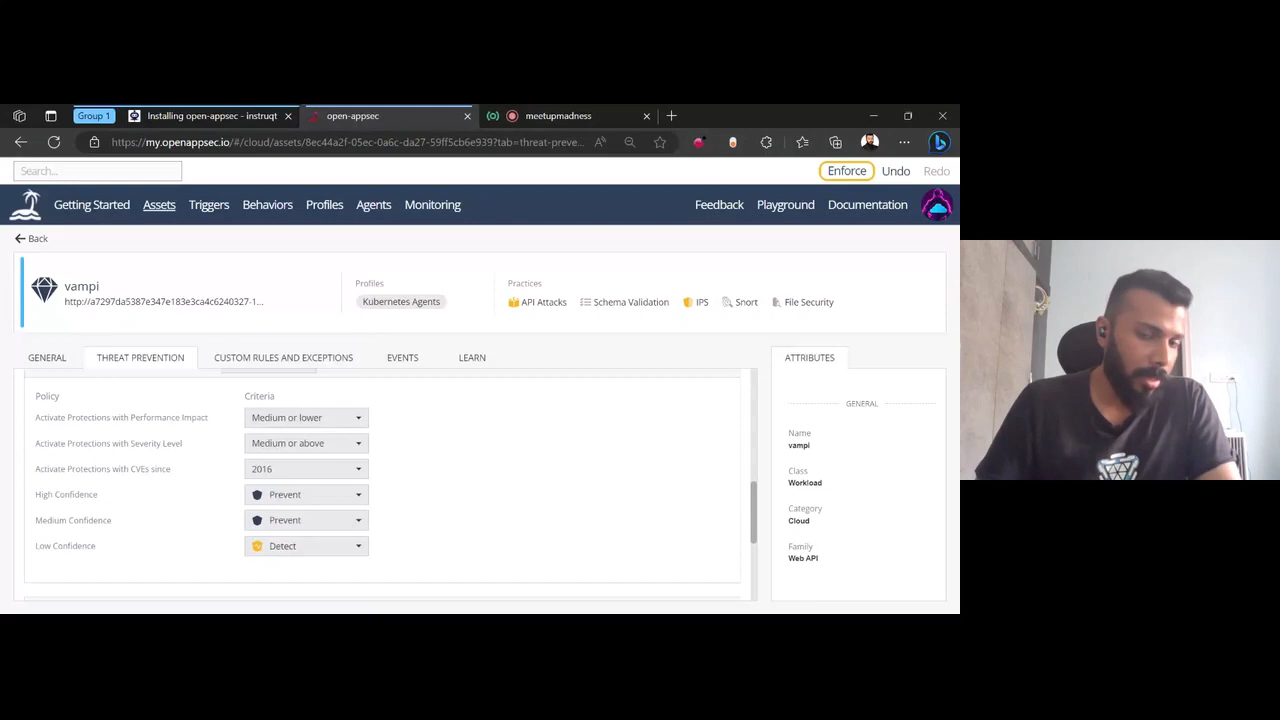 Group 1
Installing open-appsec - instruqt
open-appsec
meetupmadness
https://my.openappsec.io/#/cloud/assets/8ec44a2f-05ec-0a6c-da27-59ff5cb6e939?tab=threat-preve...
Search...
Enforce
Undo
Redo
Getting Started
Assets
Triggers
Behaviors
Profiles
Agents
Monitoring
Feedback
Playground
Documentation
Back
vampi
http://a7297da5387e347e183e3ca4c6240327-1...
Profiles
Kubernetes Agents
Practices
API Attacks
Schema Validation
IPS
Snort
File Security
GENERAL
THREAT PREVENTION
CUSTOM RULES AND EXCEPTIONS
EVENTS
LEARN
ATTRIBUTES
Policy
Criteria
Activate Protections with Performance Impact
Medium or lower
Activate Protections with Severity Level
Medium or above
Activate Protections with CVEs since
2016
High Confidence
Prevent
Medium Confidence
Prevent
Low Confidence
Detect
GENERAL
Name
vampi
Class
Workload
Category
Cloud
Family
Web API